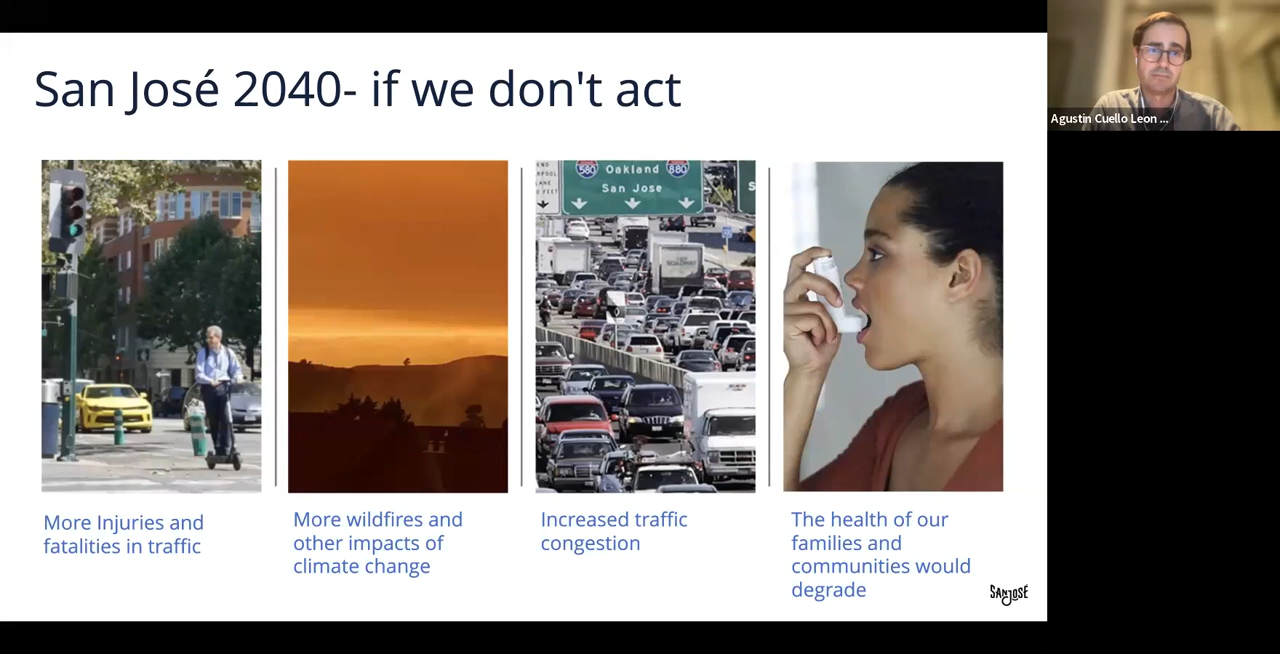 San José 2040- if we don't act
Agustin Cuello Leon ...
580
Oakland
880
San Jose
More Injuries and
fatalities in traffic
More wildfires and
other impacts of
climate change
Increased traffic
congestion
The health of our
families and
communities would
degrade
SAN JOSÉ